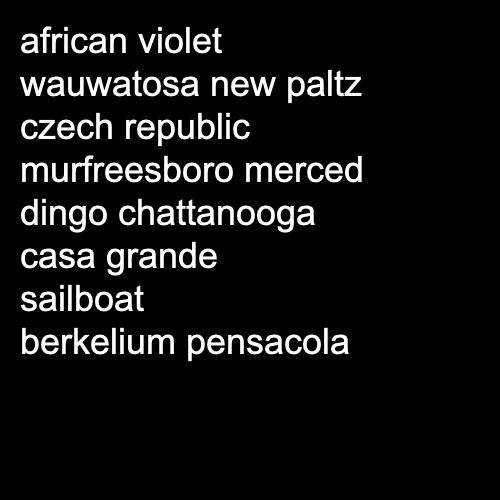 african violet
wauwatosa new paltz
czech republic
murfreesboro merced
dingo chattanooga
casa grande
sailboat
berkelium pensacola